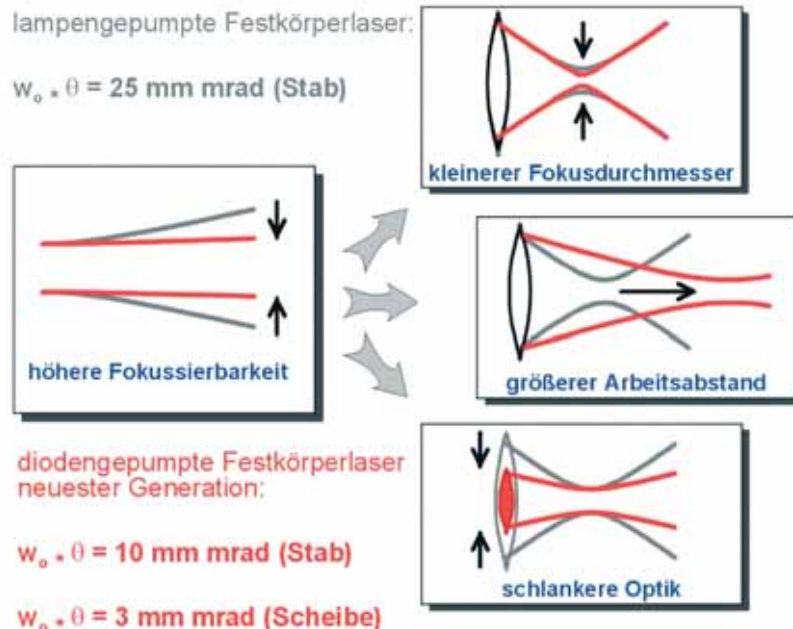 lampengepumpte Festkörperlaser:
w₀ · θ = 25 mm mrad (Stab)
kleinerer Fokusdurchmesser
höhere Fokussierbarkeit
größerer Arbeitsabstand
diodengepumpte Festkörperlaser
neuester Generation:
w₀ · θ = 10 mm mrad (Stab)
w₀ · θ = 3 mm mrad (Scheibe)
schlankere Optik